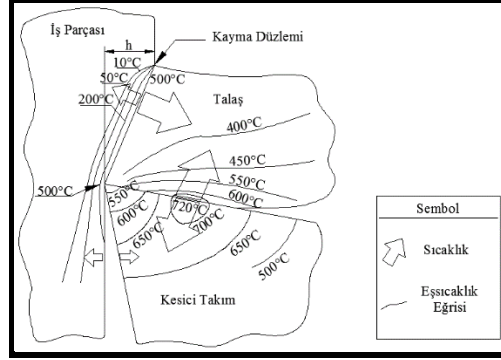 İş Parçası
h
Kayma Düzlemi
10°C
50°C
500°C
200°C
Talaş
400°C
450°C
550°C
600°C
500°C
550°C
600°C
650°C
720°C
700°C
650°C
500°C
Kesici Takım
Sembol
Sıcaklık
Eşsıcaklık
Eğrisi